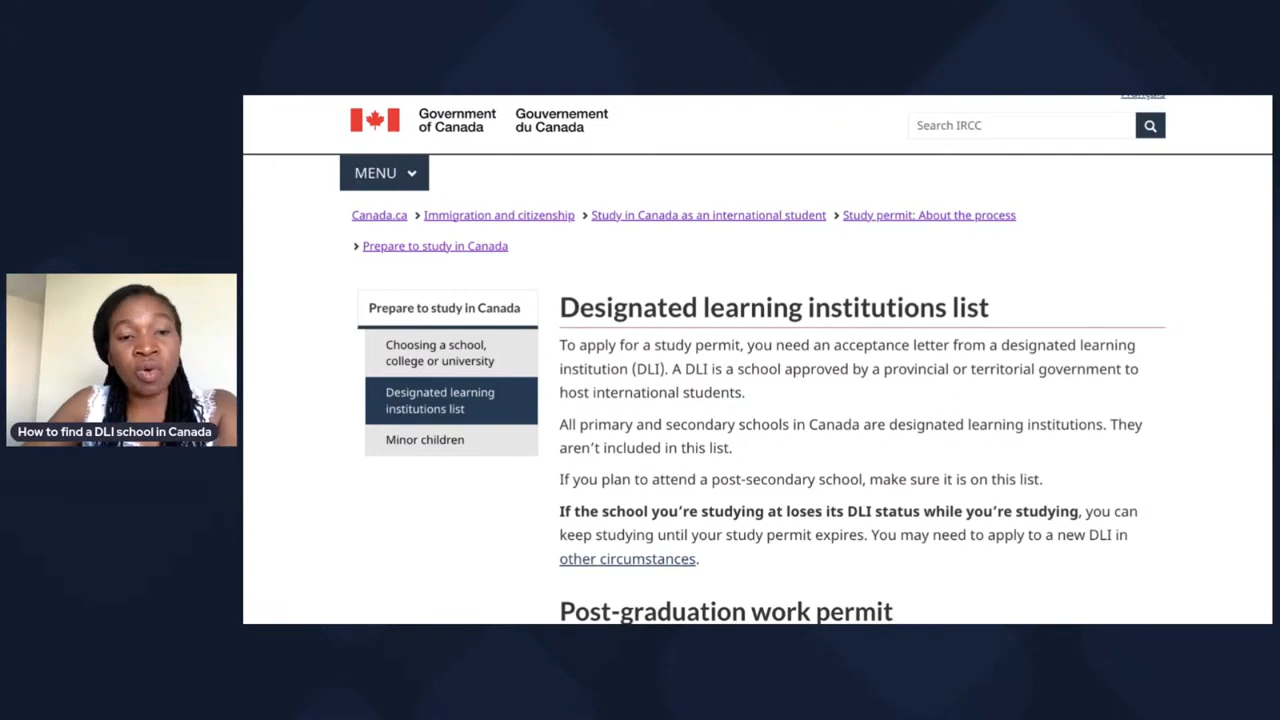 Français
Government of Canada
Gouvernement du Canada
Search IRCC
MENU
Canada.ca > Immigration and citizenship > Study in Canada as an international student > Study permit: About the process
> Prepare to study in Canada
Prepare to study in Canada
Choosing a school,
college or university
Designated learning
institutions list
Minor children
Designated learning institutions list
To apply for a study permit, you need an acceptance letter from a designated learning
institution (DLI). A DLI is a school approved by a provincial or territorial government to
host international students.
All primary and secondary schools in Canada are designated learning institutions. They
aren’t included in this list.
If you plan to attend a post-secondary school, make sure it is on this list.
If the school you’re studying at loses its DLI status while you’re studying, you can
keep studying until your study permit expires. You may need to apply to a new DLI in
other circumstances.
Post-graduation work permit
How to find a DLI school in Canada